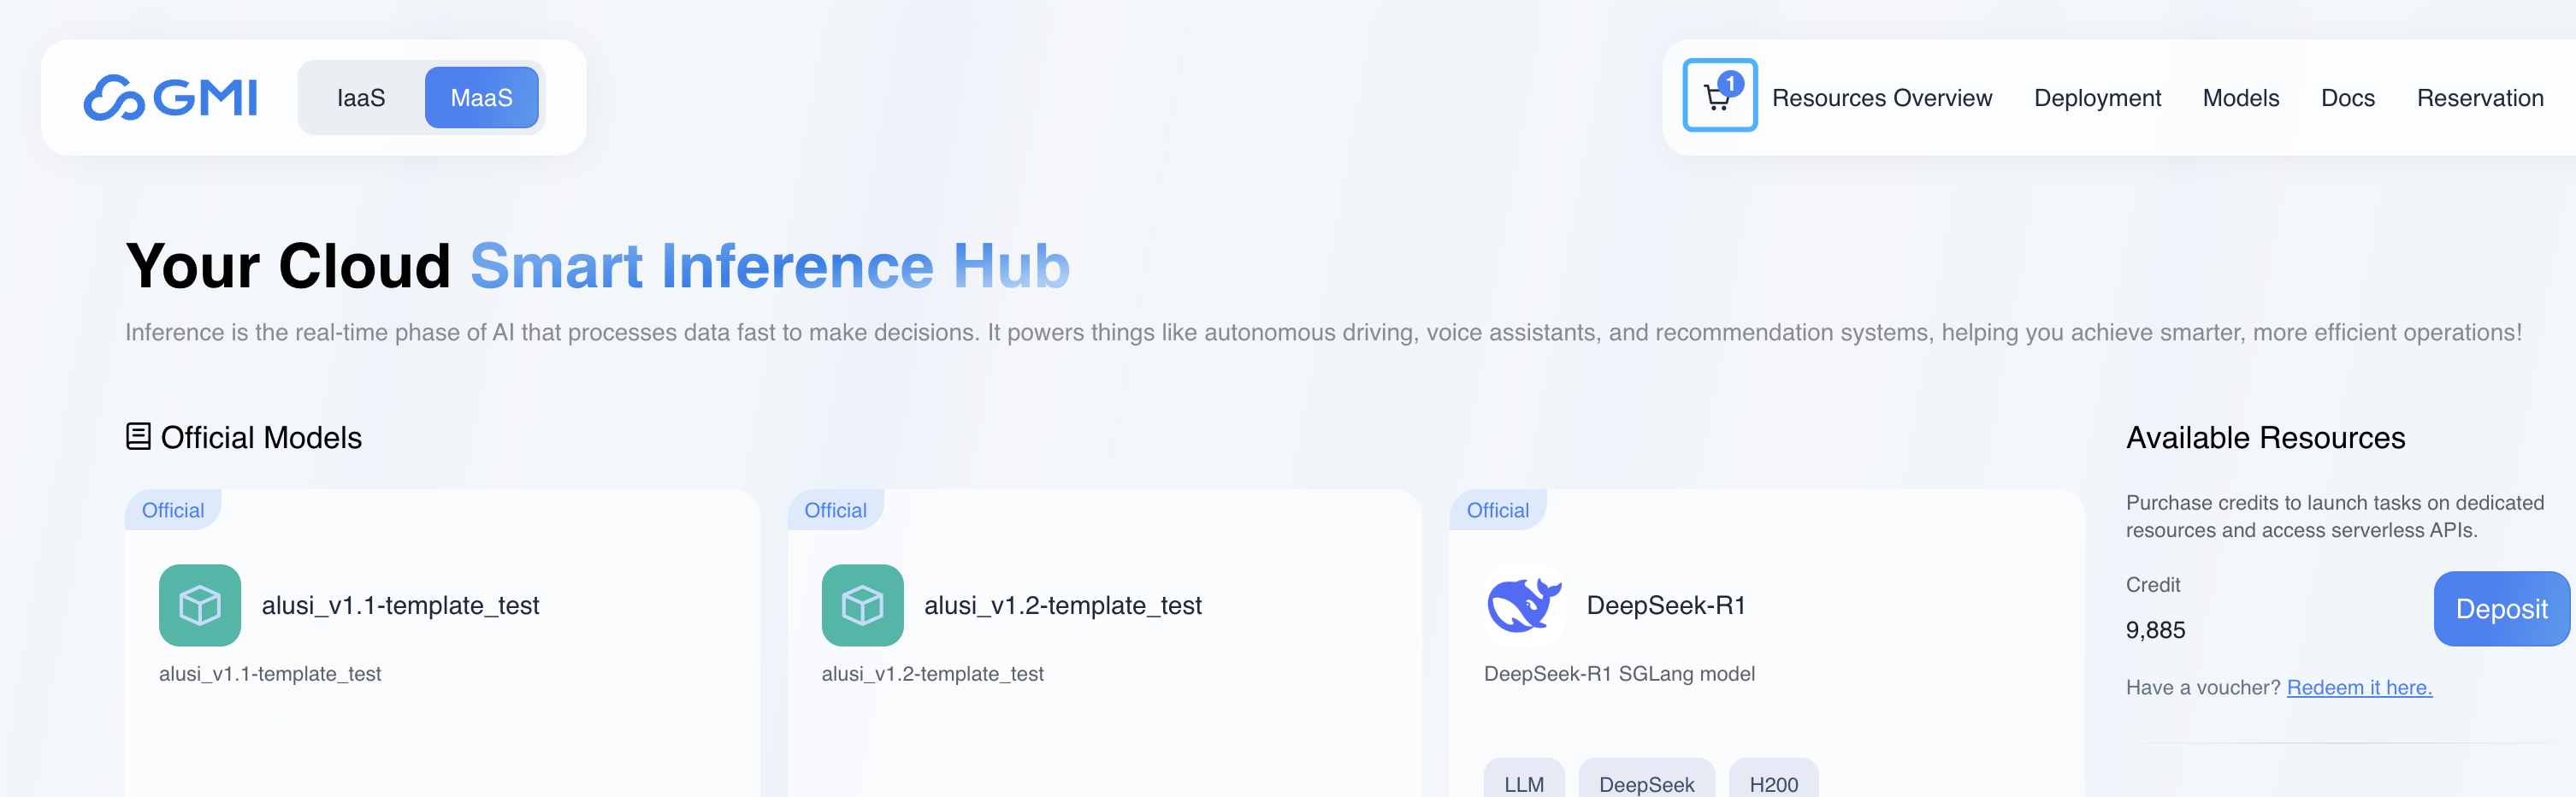 GMI
IaaS
MaaS
1
Resources Overview
Deployment
Models
Docs
Reservation
Your Cloud Smart Inference Hub
Inference is the real-time phase of AI that processes data fast to make decisions. It powers things like autonomous driving, voice assistants, and recommendation systems, helping you achieve smarter, more efficient operations!
Official Models
Official
alusi_v1.1-template_test
alusi_v1.1-template_test
Official
alusi_v1.2-template_test
alusi_v1.2-template_test
Official
DeepSeek-R1
DeepSeek-R1 SGLang model
LLM
DeepSeek
H200
Available Resources
Purchase credits to launch tasks on dedicated
resources and access serverless APIs.
Credit
9,885
Deposit
Have a voucher? Redeem it here.